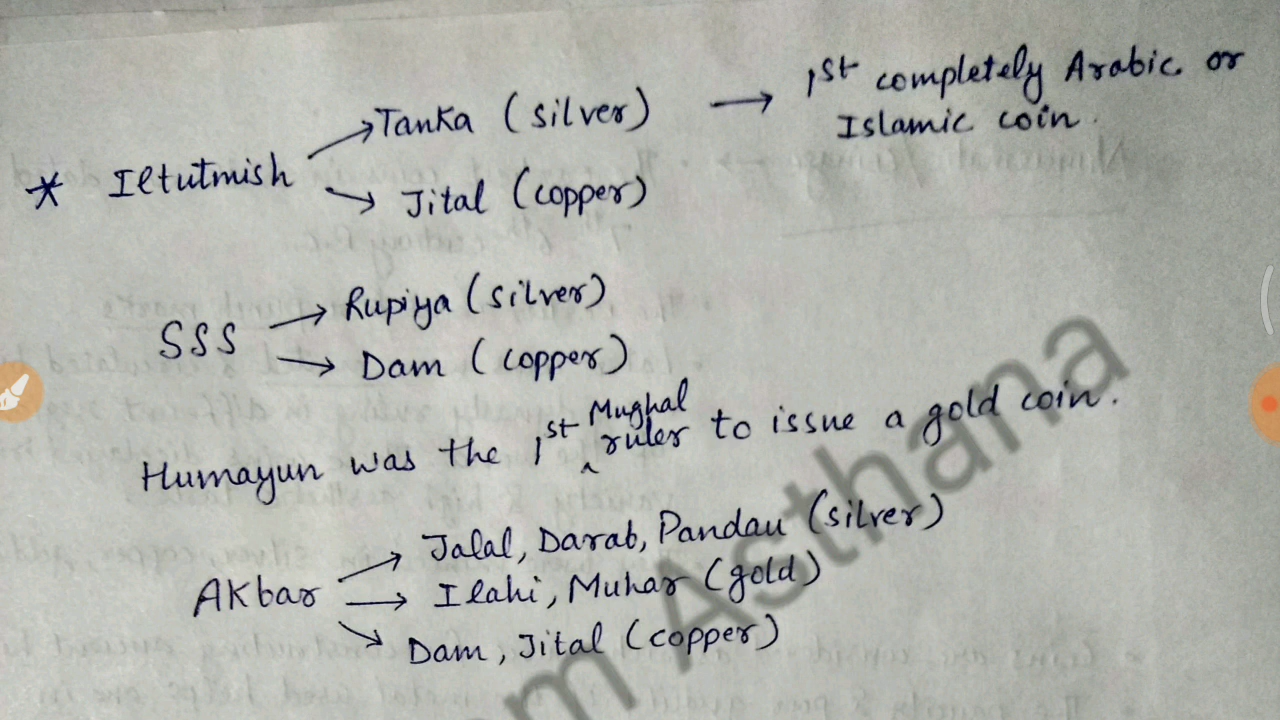 → Tanka (silver) → 1st completely Arabic or
Islamic coin.
* Iltutmish
→ Jital (copper)
SSS → Rupiya (silver)
→ Dam (copper)
Humayun was the 1st Mughal ruler to issue a gold coin.
→ Jalal, Darab, Pandau (silver)
Akbar → Ilahi, Muhar (gold)
→ Dam, Jital (copper)
m Asthana